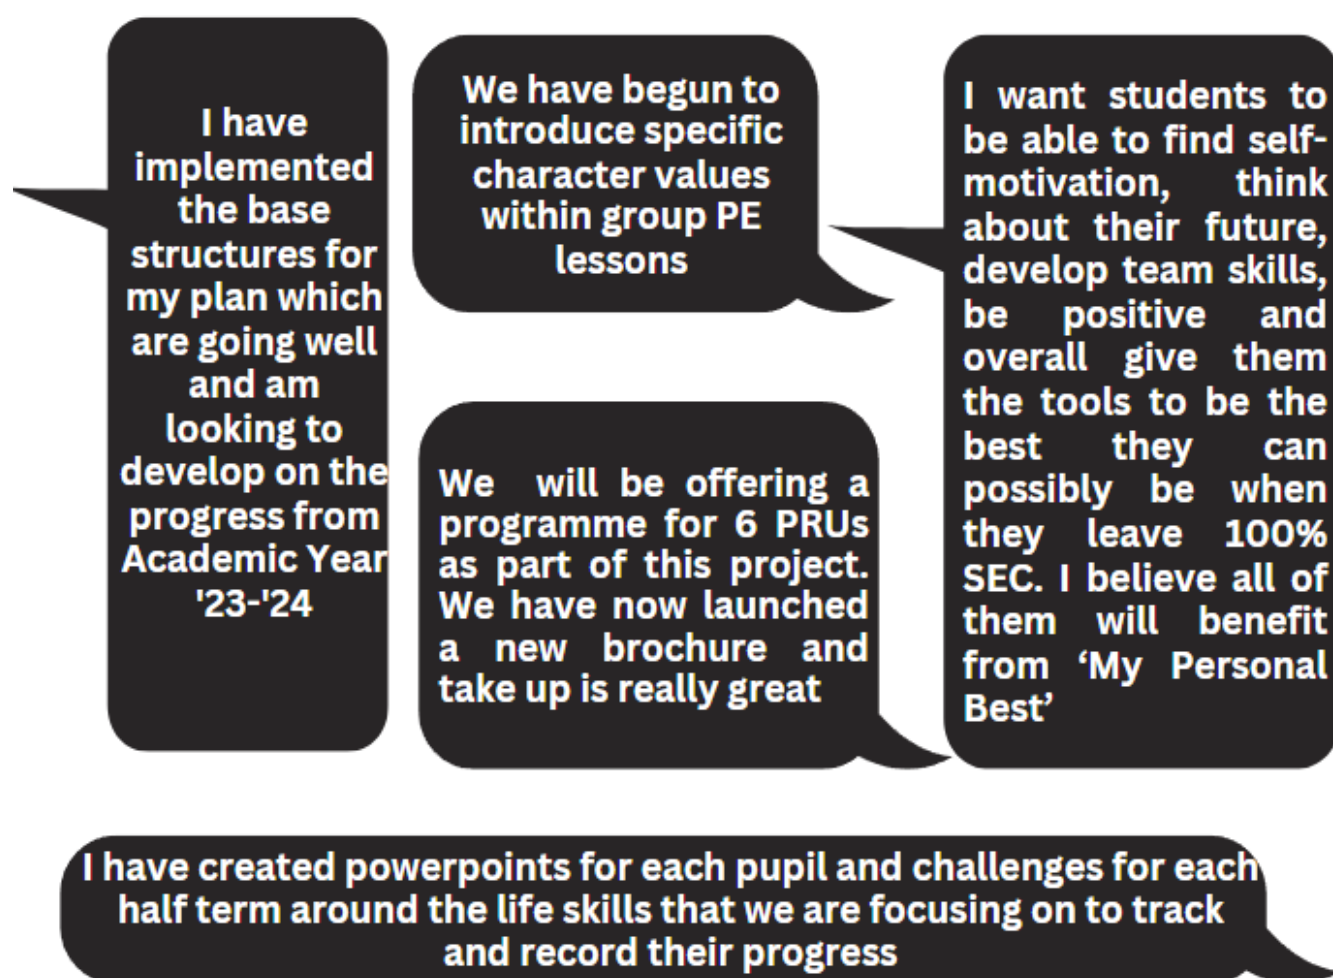 I have
implemented
the base
structures for
my plan which
are going well
and am
looking to
develop on the
progress from
Academic Year
'23-'24
We have begun to
introduce specific
character values
within group PE
lessons
We will be offering a
programme for 6 PRUs
as part of this project.
We have now launched
a new brochure and
take up is really great
I want students to
be able to find self-
motivation, think
about their future,
develop team skills,
be positive and
overall give them
the tools to be the
best they can
possibly be when
they leave 100%
SEC. I believe all of
them will benefit
from ‘My Personal
Best’
I have created powerpoints for each pupil and challenges for each
half term around the life skills that we are focusing on to track
and record their progress